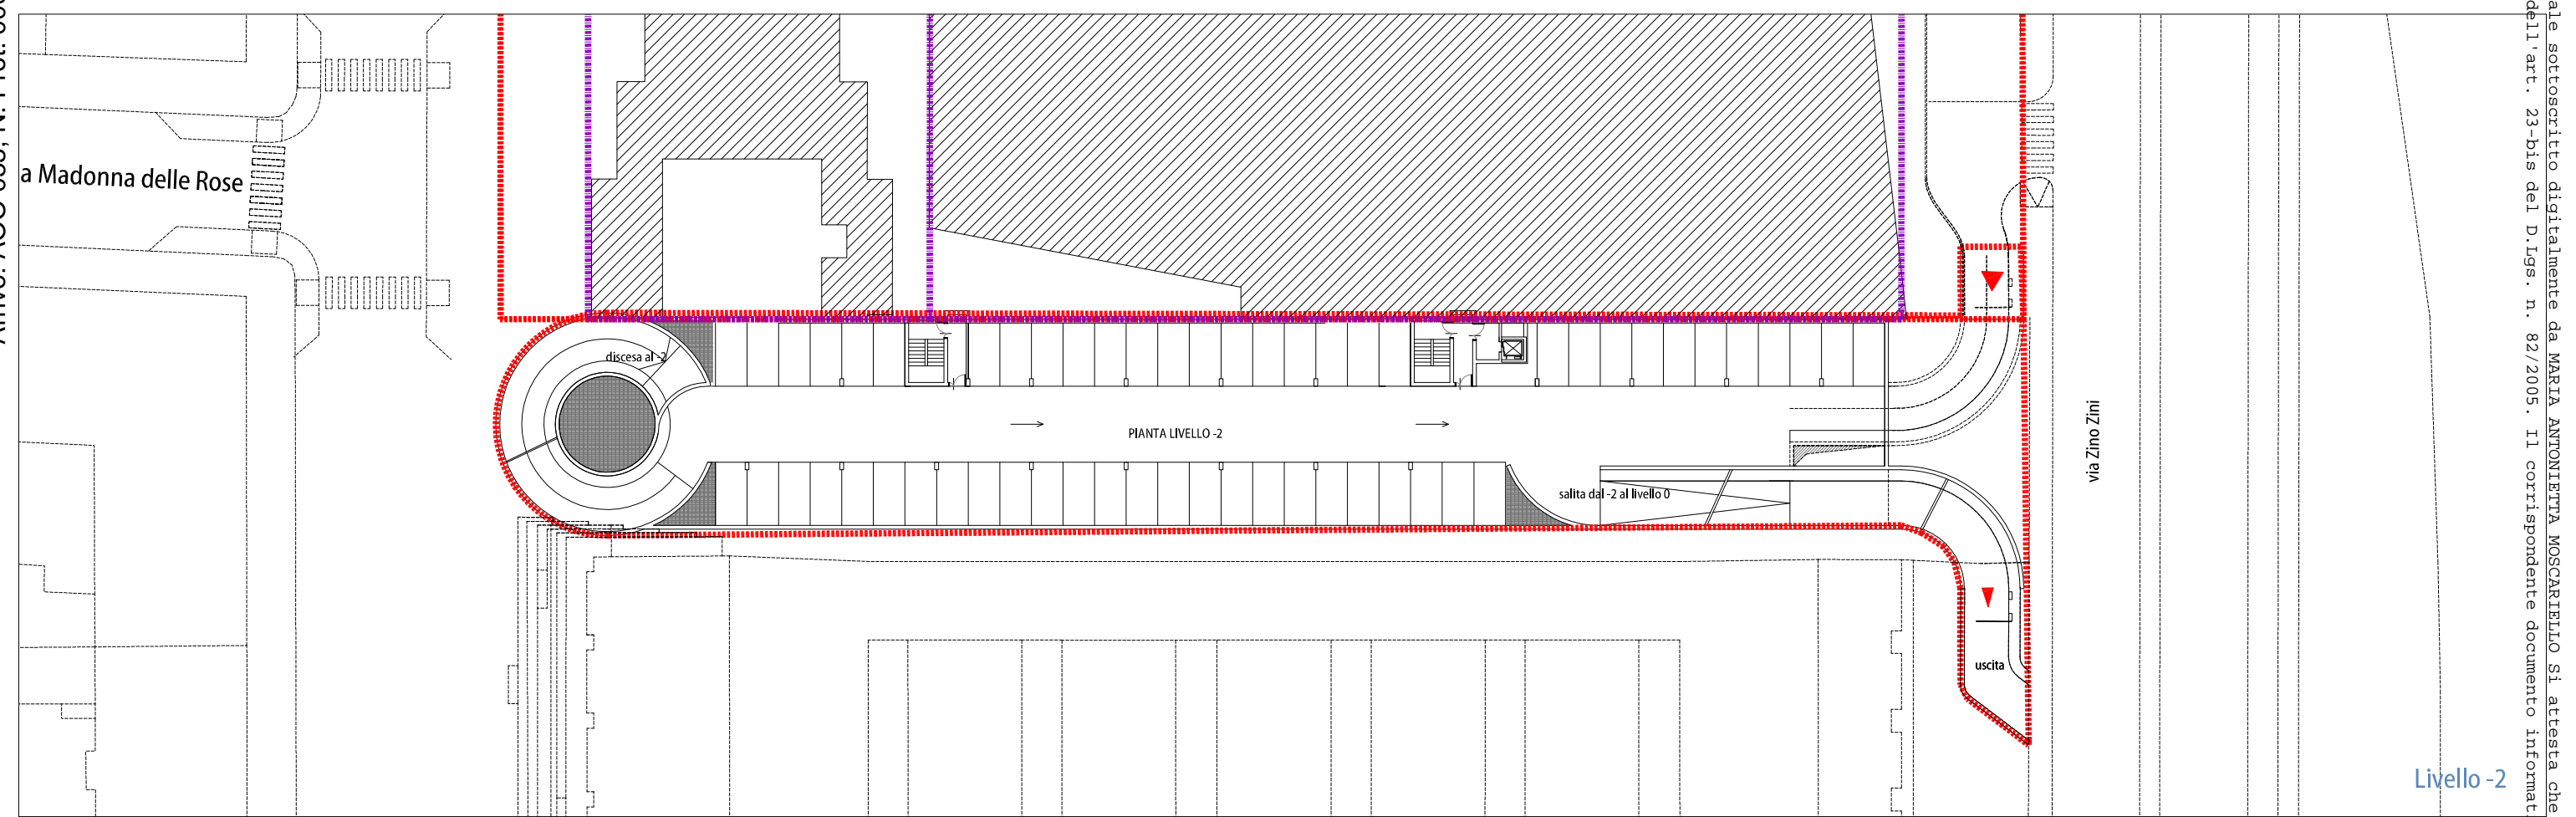 a Madonna delle Rose
discesa al -2
PIANTA LIVELLO -2
salita dal -2 al livello 0
uscita
via Zino Zini
Livello -2
ale sottoscritto digitalmente da MARIA ANTONIETTA MOSCARIELLO Si attesta che
dell'art. 23-bis del D.Lgs. n. 82/2005. Il corrispondente documento informat